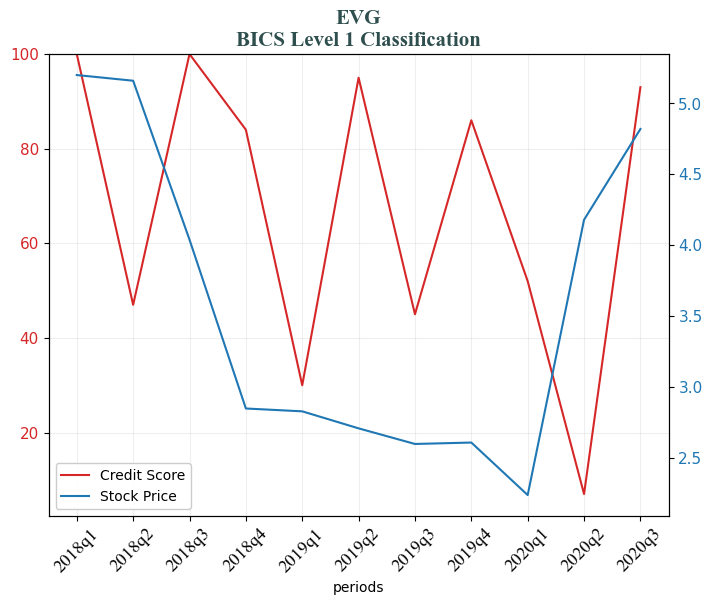 EVG
BICS Level 1 Classification
100
80
60
40
20
5.0
4.5
4.0
3.5
3.0
2.5
Credit Score
Stock Price
2018q1
2018q2
2018q3
2018q4
2019q1
2019q2
2019q3
2019q4
2020q1
2020q2
2020q3
periods